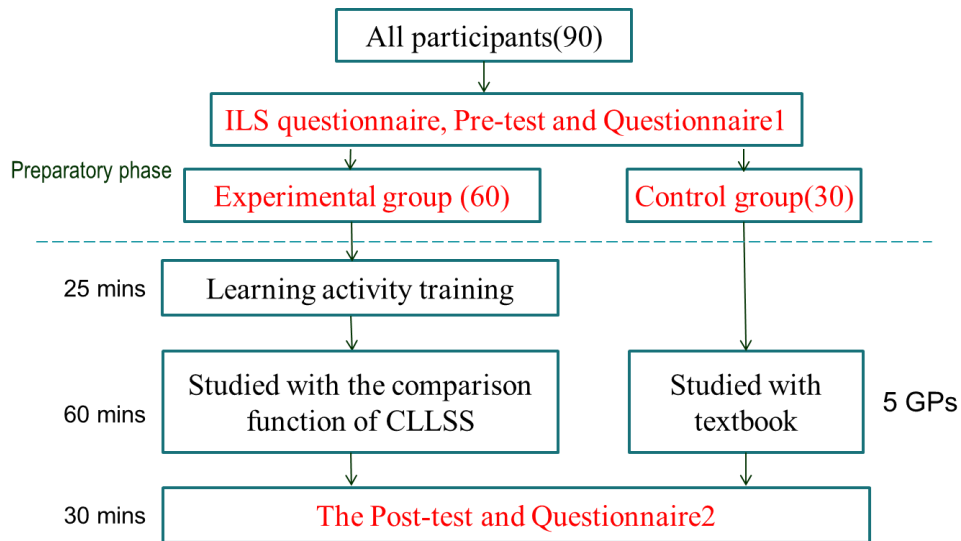 All participants(90)
ILS questionnaire, Pre-test and Questionnaire1
Preparatory phase
Experimental group (60)
Control group(30)
25 mins
Learning activity training
60 mins
Studied with the comparison
function of CLLSS
Studied with
textbook
5 GPs
30 mins
The Post-test and Questionnaire2